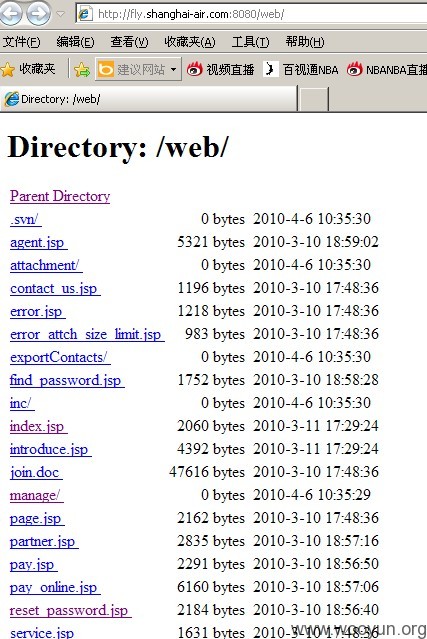 http://fly.shanghai-air.com:8080/web/
文件(F) 编辑(E) 查看(V) 收藏夹(A) 工具(T) 帮助(H)
收藏夹 建议网站 视频直播 百视通NBA NBANBA直播
Directory: /web/
Directory: /web/
Parent Directory
.svn/ 0 bytes 2010-4-6 10:35:30
agent.jsp 5321 bytes 2010-3-10 18:59:02
attachment/ 0 bytes 2010-4-6 10:35:30
contact_us.jsp 1196 bytes 2010-3-10 17:48:36
error.jsp 1218 bytes 2010-3-10 17:48:36
error_attch_size_limit.jsp 983 bytes 2010-3-10 17:48:36
exportContacts/ 0 bytes 2010-4-6 10:35:30
find_password.jsp 1752 bytes 2010-3-10 18:58:28
inc/ 0 bytes 2010-4-6 10:35:30
index.jsp 2060 bytes 2010-3-11 17:29:24
introduce.jsp 4392 bytes 2010-3-11 17:29:24
join.doc 47616 bytes 2010-3-10 17:48:36
manage/ 0 bytes 2010-4-6 10:35:29
page.jsp 2162 bytes 2010-3-10 17:48:36
partner.jsp 2835 bytes 2010-3-10 18:57:16
pay.jsp 2291 bytes 2010-3-10 18:56:50
pay_online.jsp 6160 bytes 2010-3-10 18:57:06
reset_password.jsp 2184 bytes 2010-3-10 18:56:40
service.jsp 1631 bytes 2010-3-10 17:48:36
www.wooyun.org